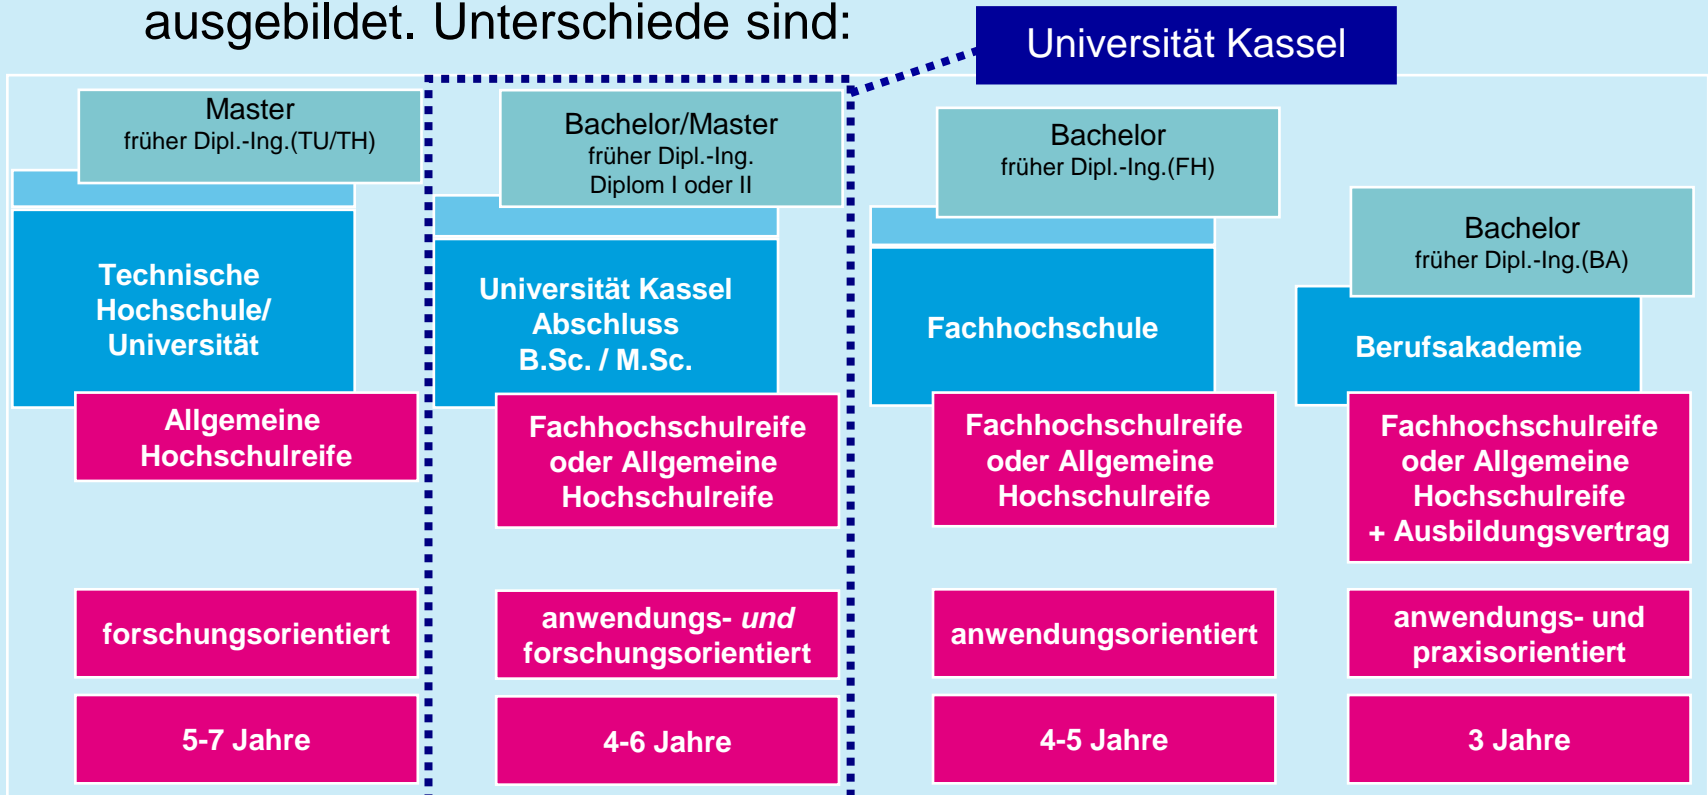 ausgebildet. Unterschiede sind:
Universität Kassel
Master
früher Dipl.-Ing.(TU/TH)
Technische
Hochschule/
Universität
Allgemeine
Hochschulreife
forschungsorientiert
5-7 Jahre
Bachelor/Master
früher Dipl.-Ing.
Diplom I oder II
Universität Kassel
Abschluss
B.Sc. / M.Sc.
Fachhochschulreife
oder Allgemeine
Hochschulreife
anwendungs- und
forschungsorientiert
4-6 Jahre
Bachelor
früher Dipl.-Ing.(FH)
Fachhochschule
Fachhochschulreife
oder Allgemeine
Hochschulreife
anwendungsorientiert
4-5 Jahre
Bachelor
früher Dipl.-Ing.(BA)
Berufsakademie
Fachhochschulreife
oder Allgemeine
Hochschulreife
+ Ausbildungsvertrag
anwendungs- und
praxisorientiert
3 Jahre